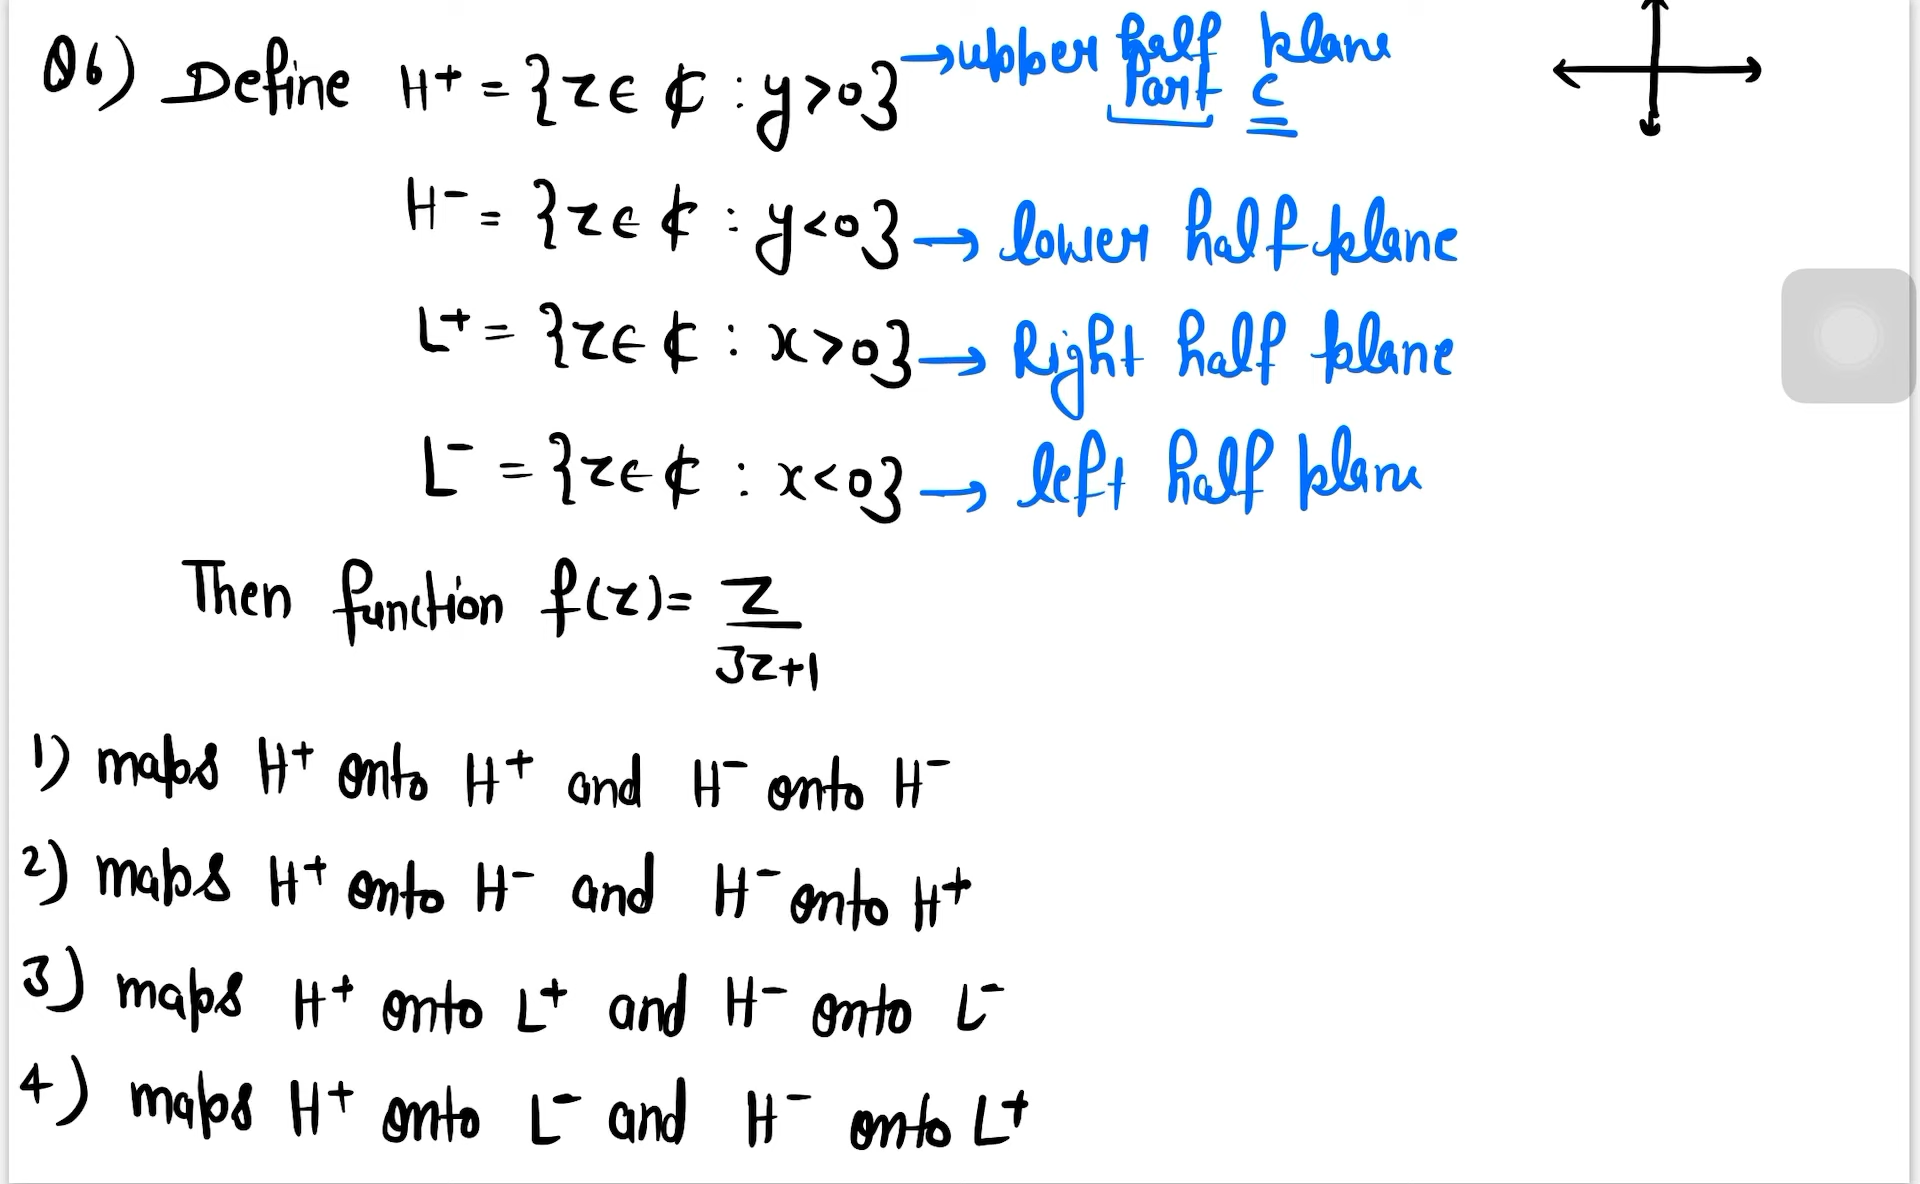 Q6) Define H⁺ = {z ∈ ℂ : y>0} → upper half plane
Part C
H⁻ = {z ∈ ℂ : y<0} → lower half plane
L⁺ = {z ∈ ℂ : x>0} → Right half plane
L⁻ = {z ∈ ℂ : x<0} → left half plane
Then function f(z) = z/(3z+1)
1) maps H⁺ onto H⁺ and H⁻ onto H⁻
2) maps H⁺ onto H⁻ and H⁻ onto H⁺
3) maps H⁺ onto L⁺ and H⁻ onto L⁻
4) maps H⁺ onto L⁻ and H⁻ onto L⁺